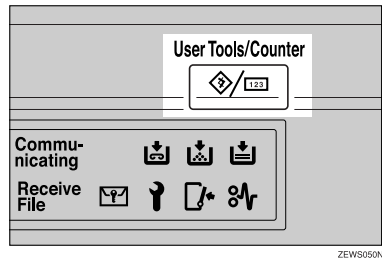 User Tools/Counter
123
Commu-
nicating
Receive
File
ZEWS050N